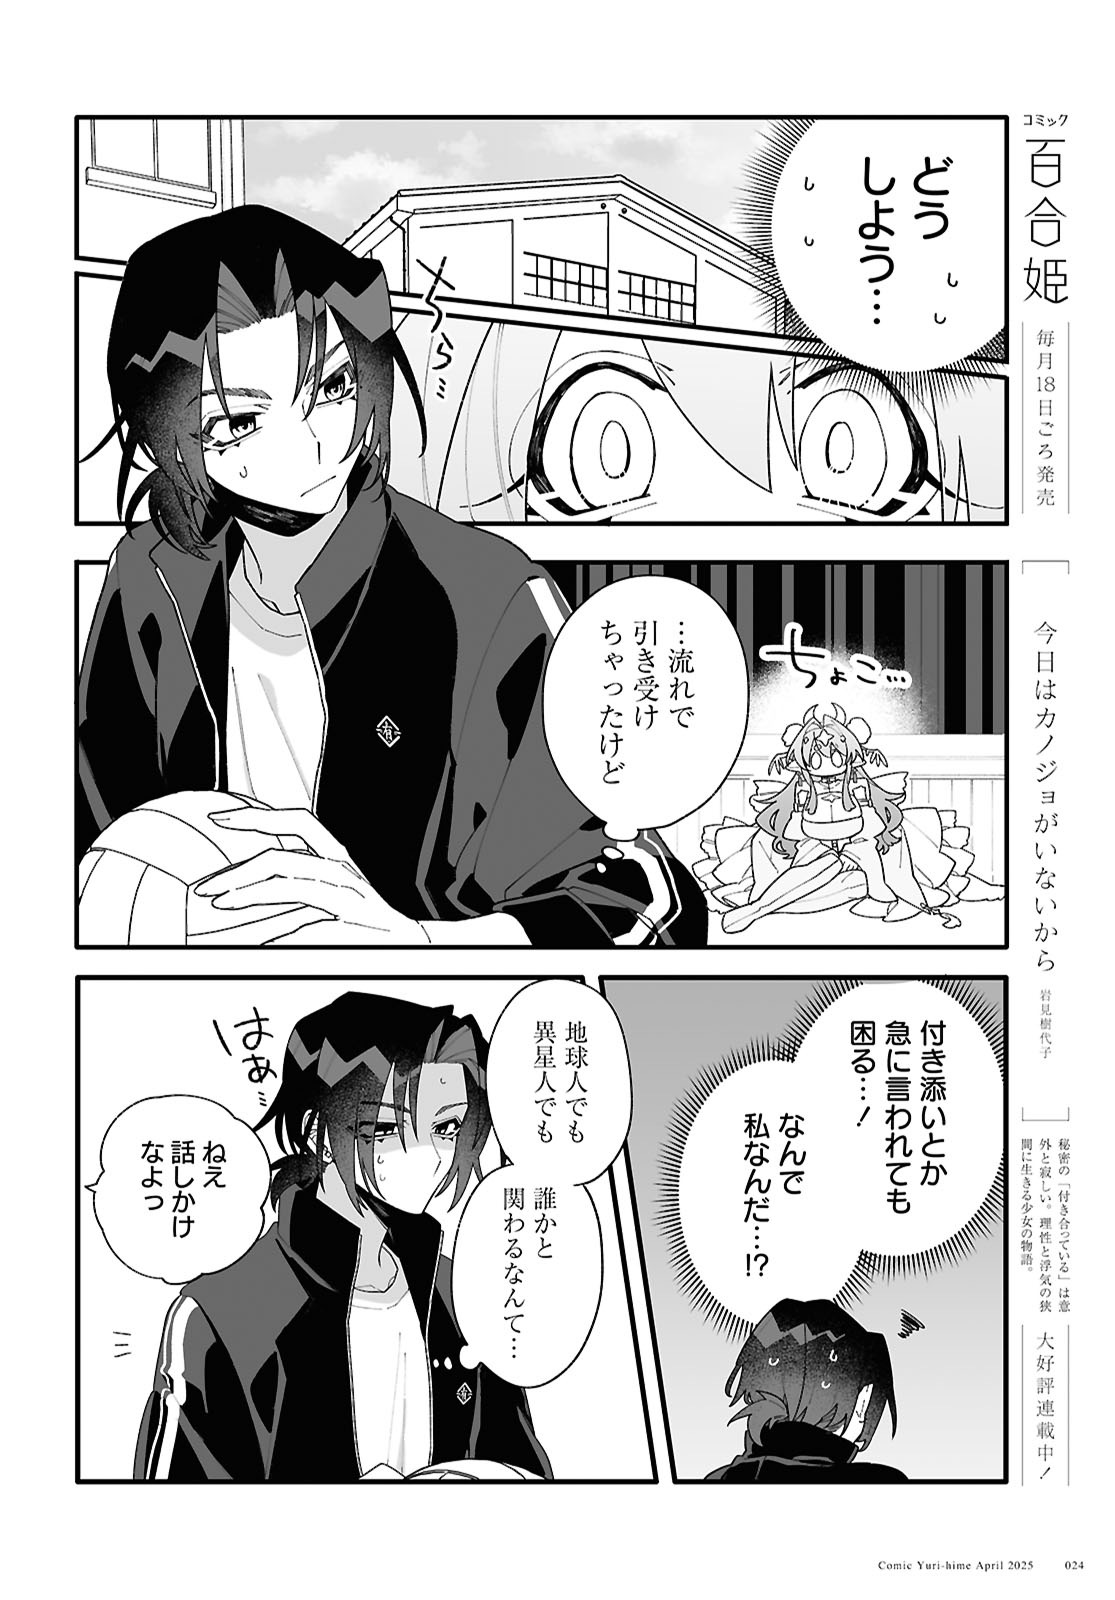 どう
しよう…
ちら…
…流れで
引き受け
ちゃったけど
ちょこ…
付き添いとか
急に言われても
困る…!
なんで
私なんだ…!?
地球人でも
異星人でも
誰かと
関わるなんて…
はぁ…
ねえ
話しかけ
なよっ
有
コミック
百合姫
毎月18日ごろ発売
今日はカノジョがいないから
岩見樹代子
秘密の「付き合っている」は意
外と寂しい。理性と浮気の狭
間に生きる少女の物語。
大好評連載中!
Comic Yuri-hime April 2025
024